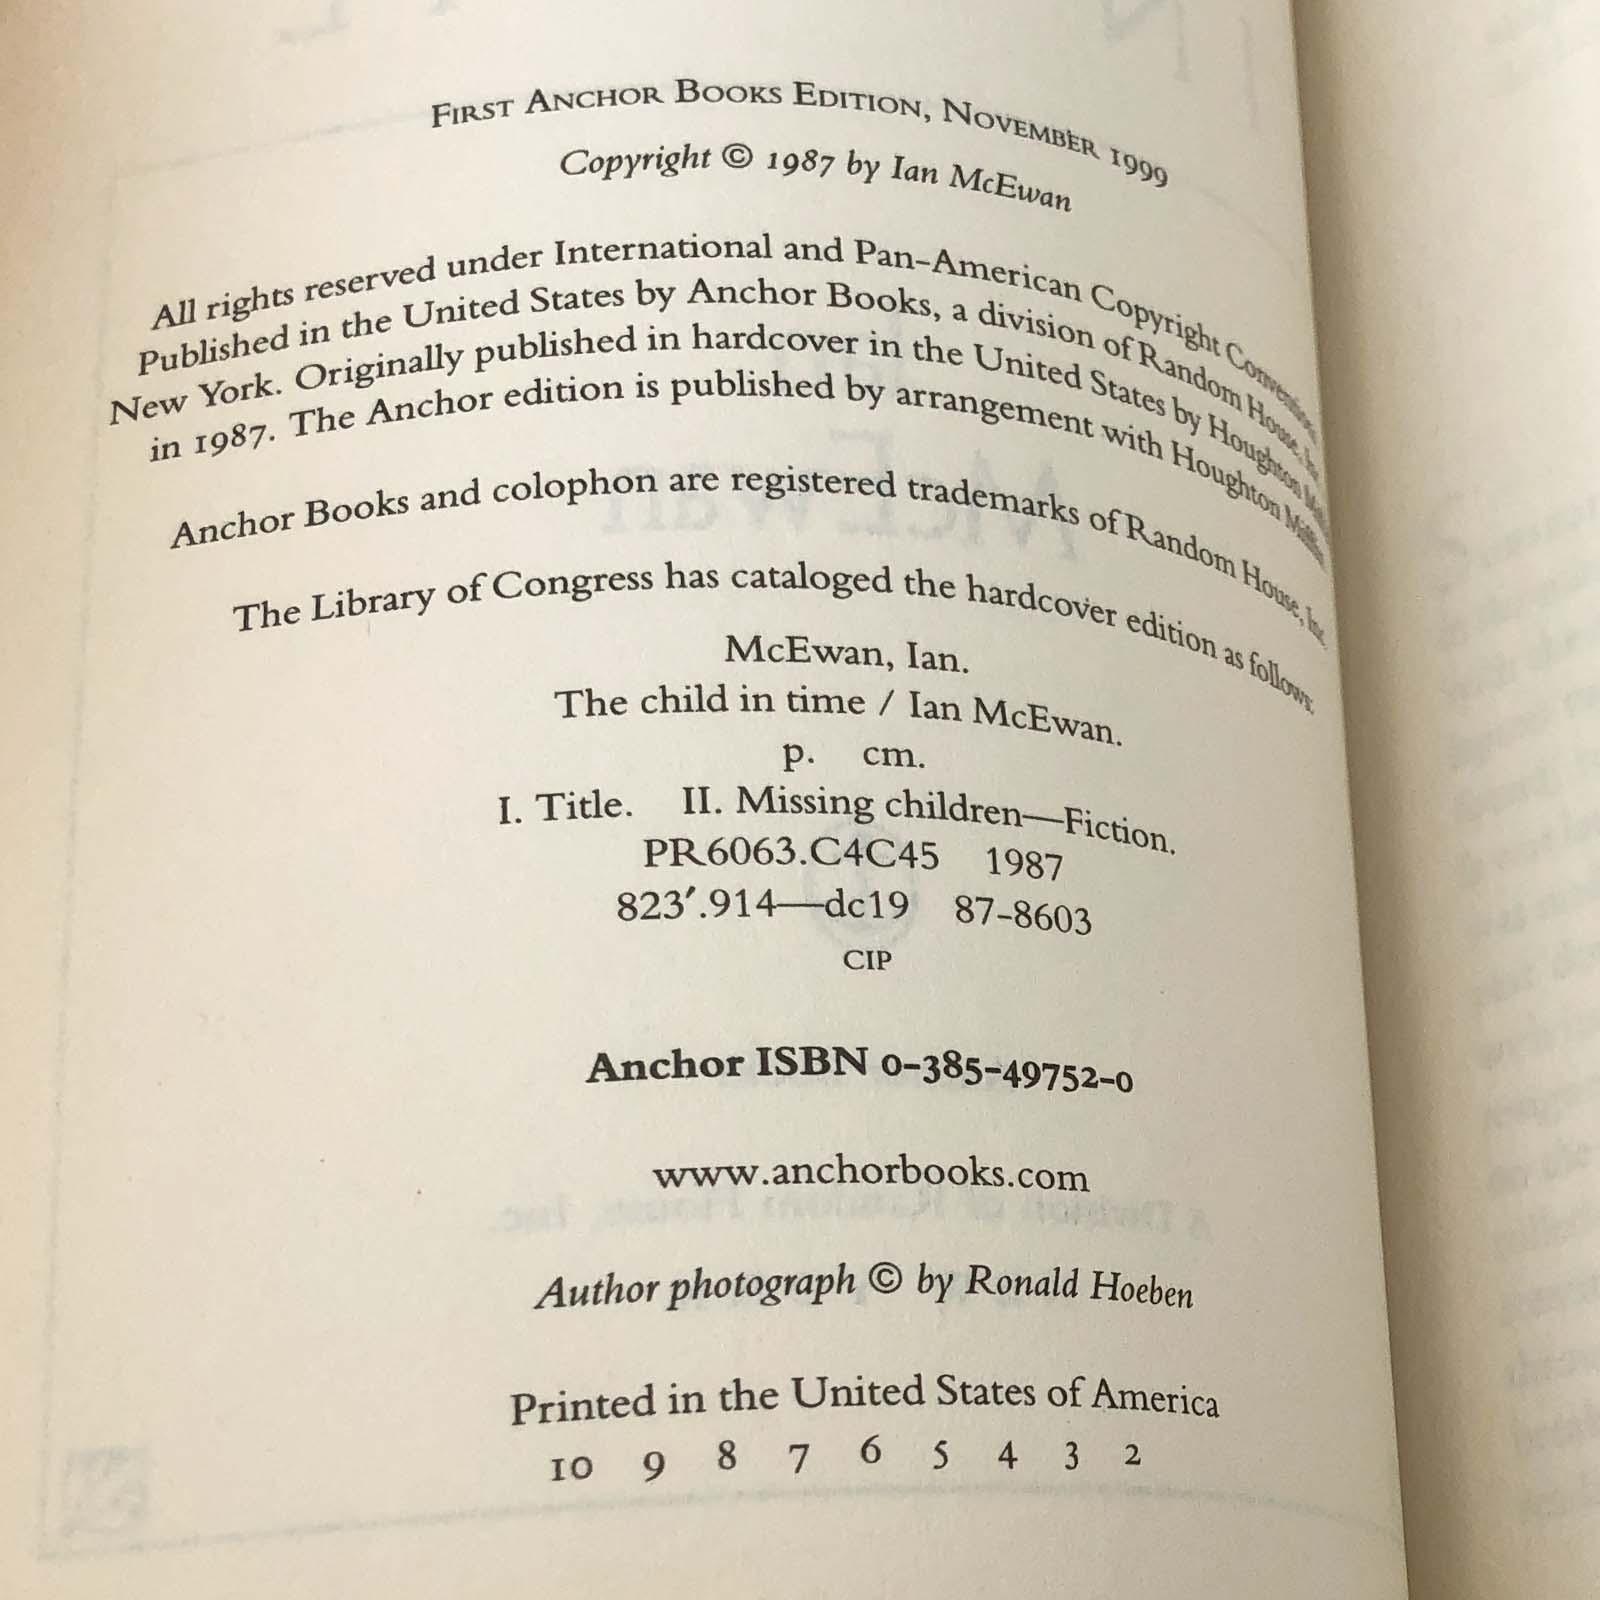 FIRST ANCHOR BOOKS EDITION, NOVEMBER 1999
Copyright © 1987 by Ian McEwan
All rights reserved under International and Pan-American Copyright Conventions.
Published in the United States by Anchor Books, a division of Random House, Inc.
New York. Originally published in hardcover in the United States by Houghton
in 1987. The Anchor edition is published by arrangement with Houghton Mifflin
Anchor Books and colophon are registered trademarks of Random House, Inc.
The Library of Congress has cataloged the hardcover edition as follows:
McEwan, Ian.
The child in time / Ian McEwan.
p. cm.
I. Title. II. Missing children—Fiction.
PR6063.C4C45 1987
823′.914—dc19 87-8603
CIP
Anchor ISBN 0-385-49752-0
www.anchorbooks.com
Author photograph © by Ronald Hoeben
Printed in the United States of America
10 9 8 7 6 5 4 3 2